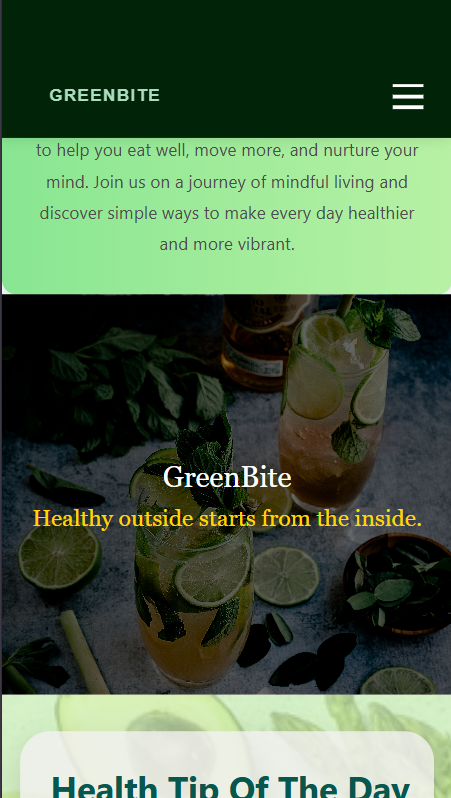 GREENBITE
to help you eat well, move more, and nurture your
mind. Join us on a journey of mindful living and
discover simple ways to make every day healthier
and more vibrant.
GreenBite
Healthy outside starts from the inside.
Health Tip Of The Day